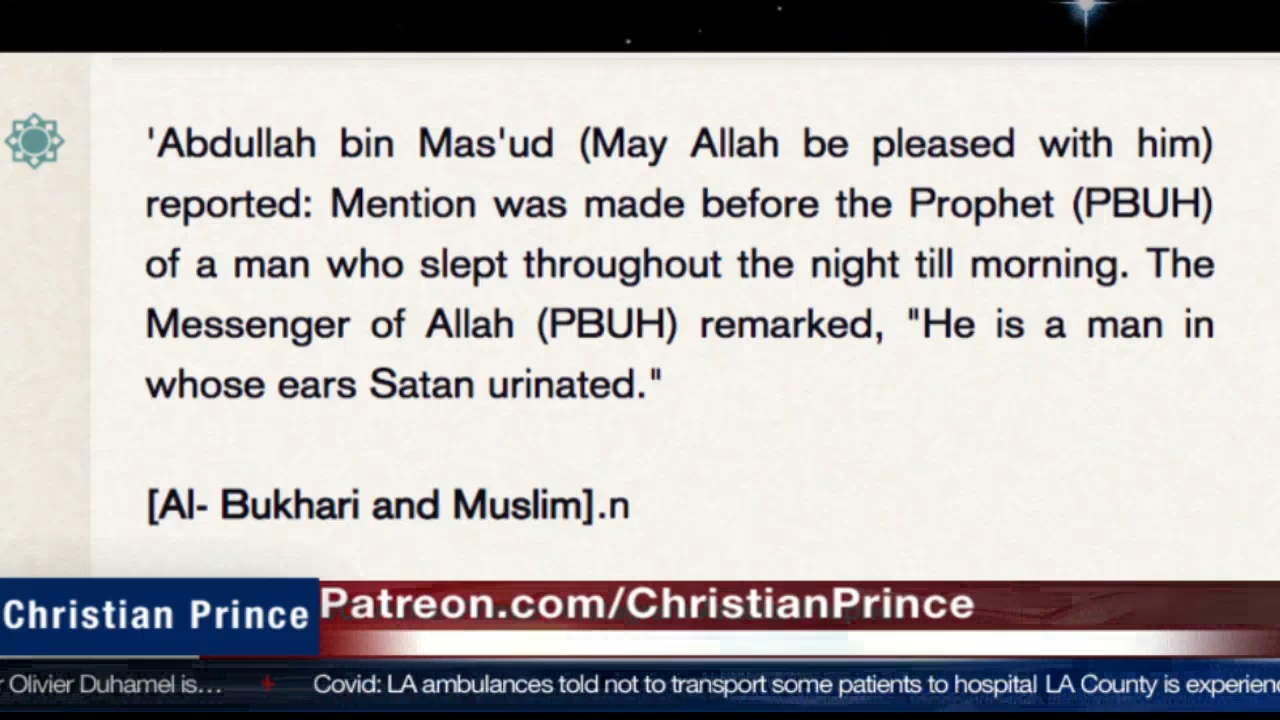 'Abdullah bin Mas'ud (May Allah be pleased with him)
reported: Mention was made before the Prophet (PBUH)
of a man who slept throughout the night till morning. The
Messenger of Allah (PBUH) remarked, "He is a man in
whose ears Satan urinated."
[Al- Bukhari and Muslim].n
Christian Prince
Patreon.com/ChristianPrince
r Olivier Duhamel is... Covid: LA ambulances told not to transport some patients to hospital LA County is experienc